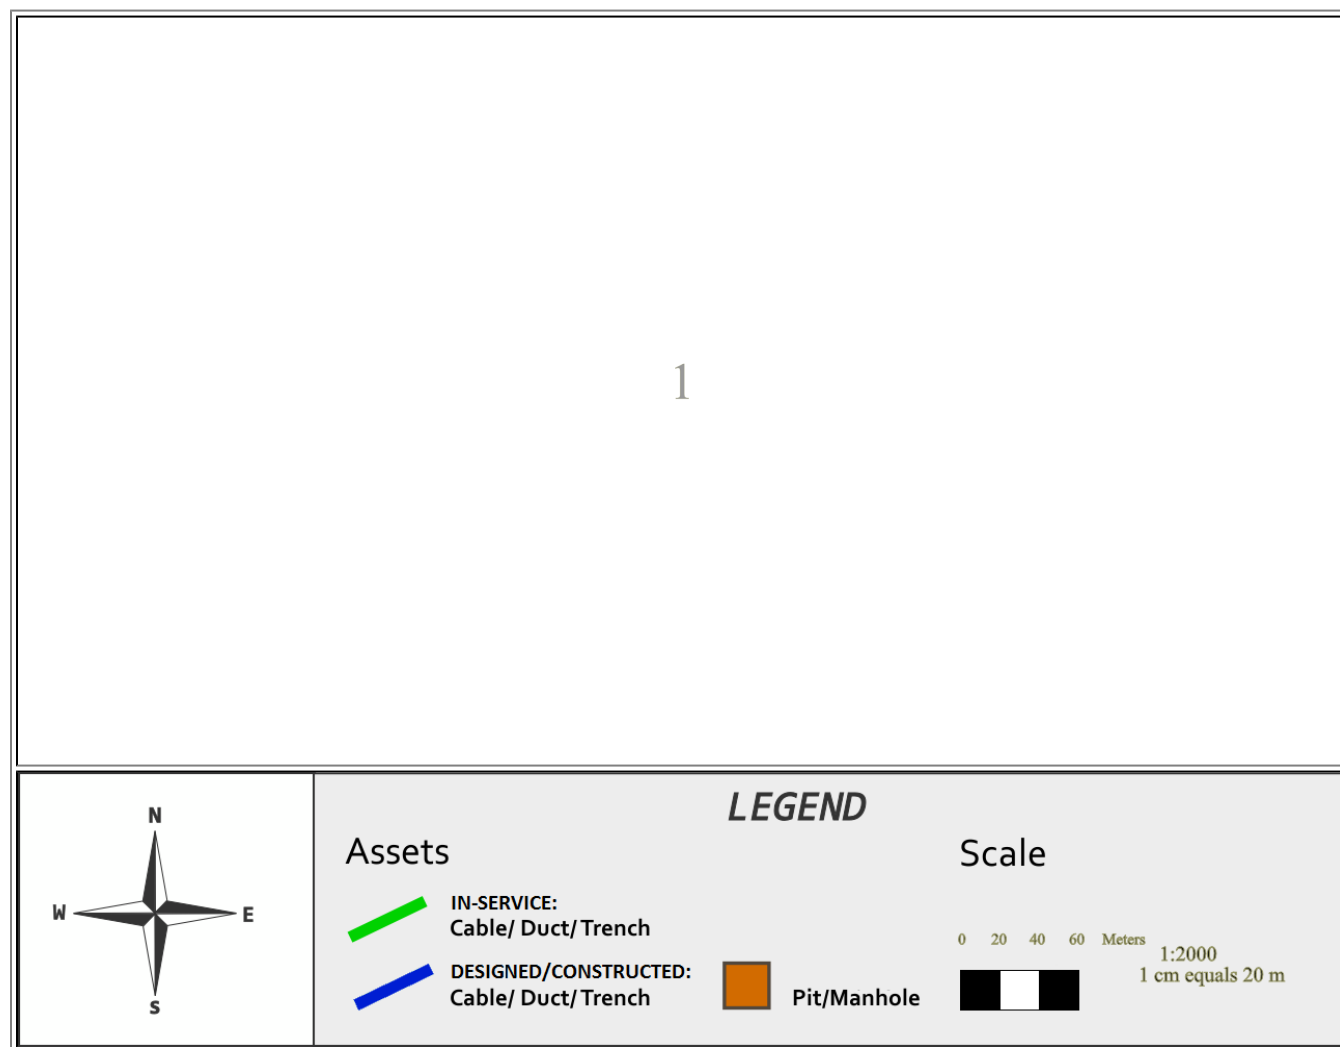 1
N
W
E
S
LEGEND
Assets
IN-SERVICE:
Cable/ Duct/ Trench
DESIGNED/CONSTRUCTED:
Cable/ Duct/ Trench
Pit/Manhole
Scale
0 20 40 60 Meters
1:2000
1 cm equals 20 m